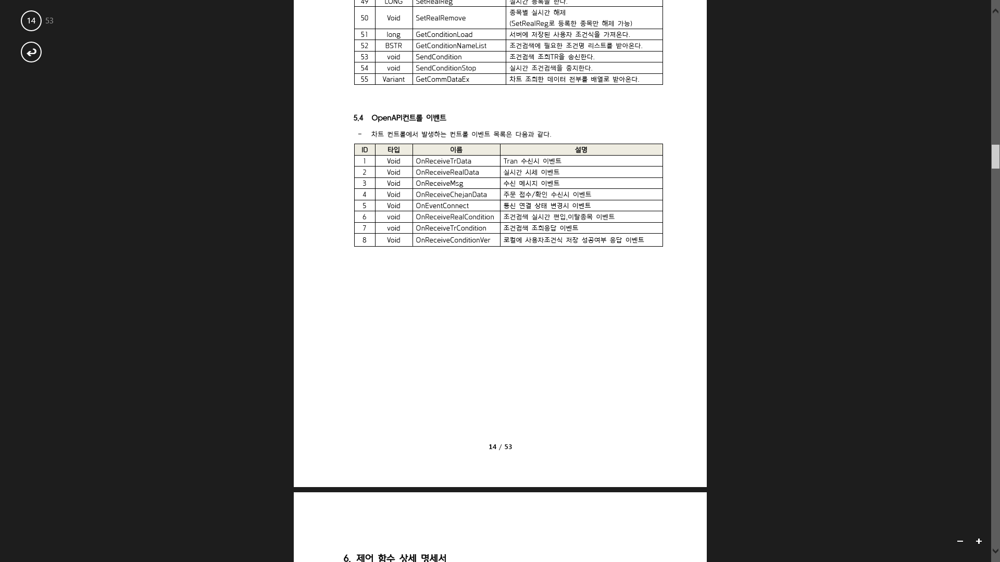 14 53
49 LONG SetRealReg 실시간 등록을 한다.
50 Void SetRealRemove 종목별 실시간 해제
(SetRealReg로 등록한 종목만 해제 가능)
51 long GetConditionLoad 서버에 저장된 사용자 조건식을 가져온다.
52 BSTR GetConditionNameList 조건검색에 필요한 조건명 리스트를 받아온다.
53 void SendCondition 조건검색 조회TR을 송신한다.
54 void SendConditionStop 실시간 조건검색을 중지한다.
55 Variant GetCommDataEx 차트 조회한 데이터 전부를 배열로 받아온다.
5.4 OpenAPI컨트롤 이벤트
- 차트 컨트롤에서 발생하는 컨트롤 이벤트 목록은 다음과 같다.
ID 타입 이름 설명
1 Void OnReceiveTrData Tran 수신시 이벤트
2 Void OnReceiveRealData 실시간 시세 이벤트
3 Void OnReceiveMsg 수신 메시지 이벤트
4 Void OnReceiveChejanData 주문 접수/확인 수신시 이벤트
5 Void OnEventConnect 통신 연결 상태 변경시 이벤트
6 void OnReceiveRealCondition 조건검색 실시간 편입,이탈종목 이벤트
7 void OnReceiveTrCondition 조건검색 조회응답 이벤트
8 Void OnReceiveConditionVer 로컬에 사용자조건식 저장 성공여부 응답 이벤트
14 / 53
6. 제어 함수 상세 명세서